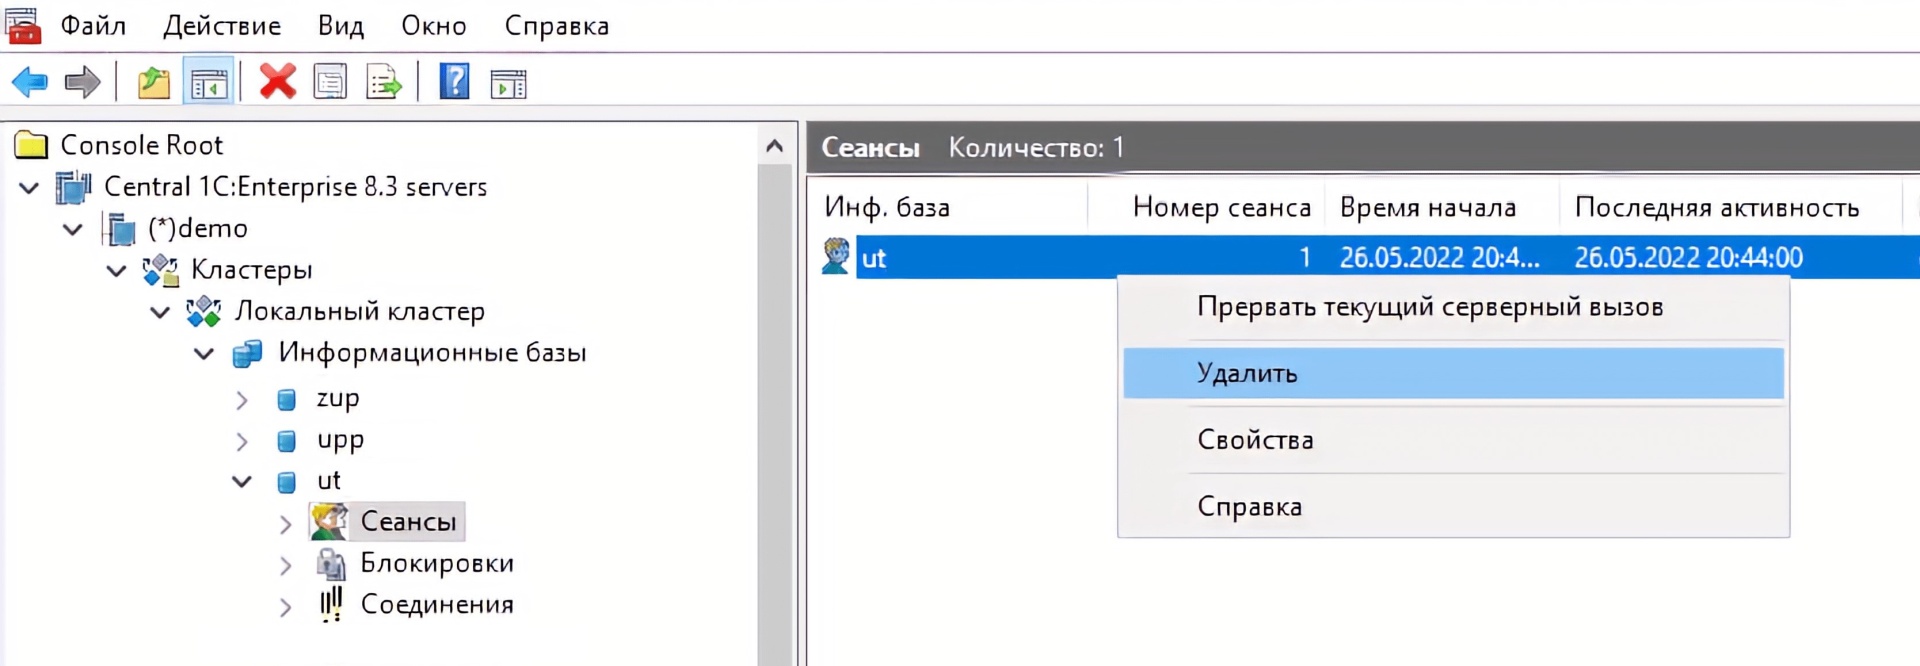 Файл Действие Вид Окно Справка
Console Root
Central 1C:Enterprise 8.3 servers
(*)demo
Кластеры
Локальный кластер
Информационные базы
zup
upp
ut
Сеансы
Блокировки
Соединения
Сеансы Количество: 1
Инф. база Номер сеанса Время начала Последняя активность
ut 1 26.05.2022 20:4... 26.05.2022 20:44:00
Прервать текущий серверный вызов
Удалить
Свойства
Справка